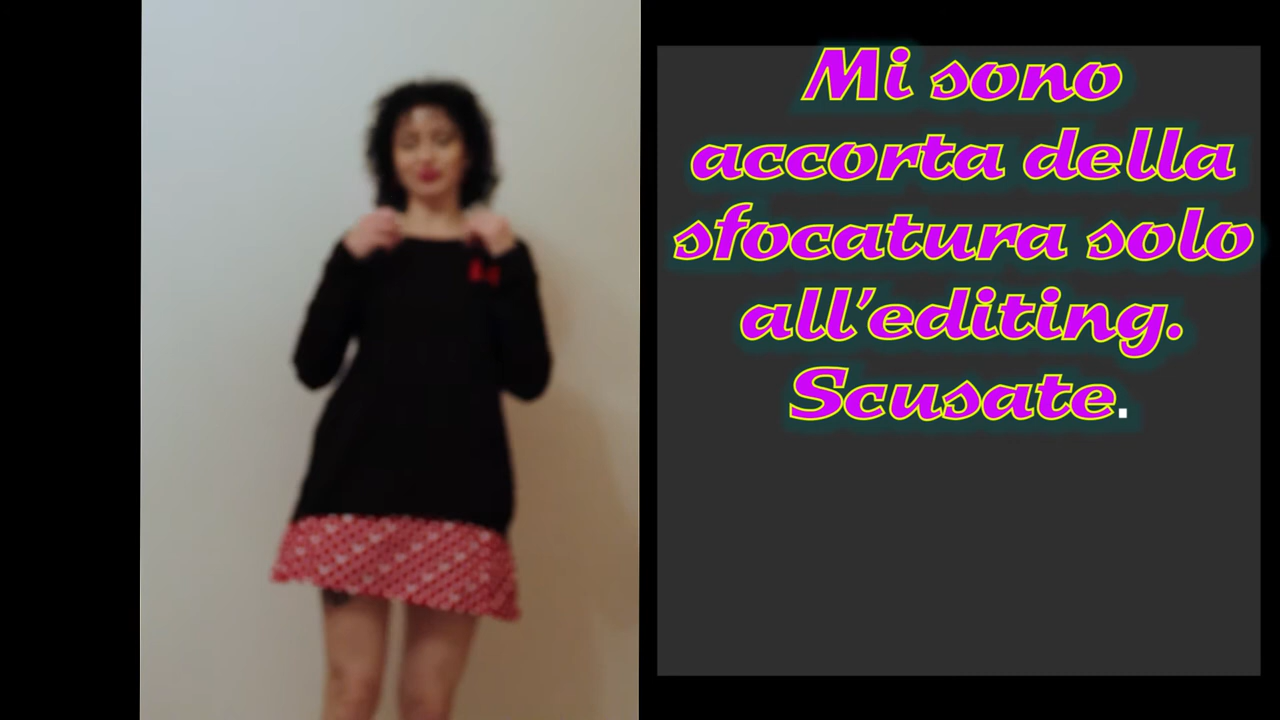 Mi sono
accorta della
sfocatura solo
all’editing.
Scusate.